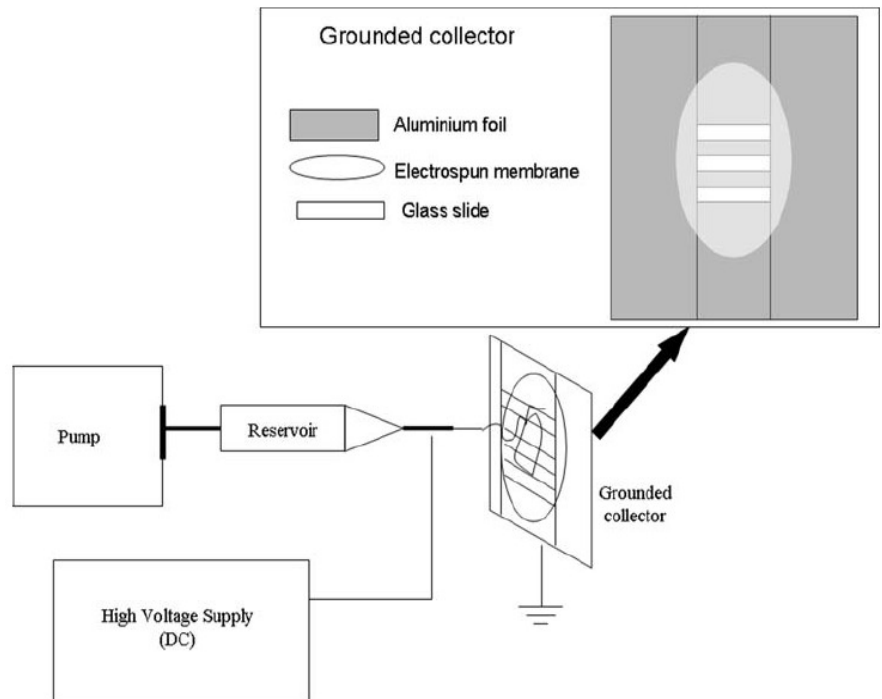 Grounded collector
Aluminium foil
Electrospun membrane
Glass slide
Pump
Reservoir
Grounded
collector
High Voltage Supply
(DC)